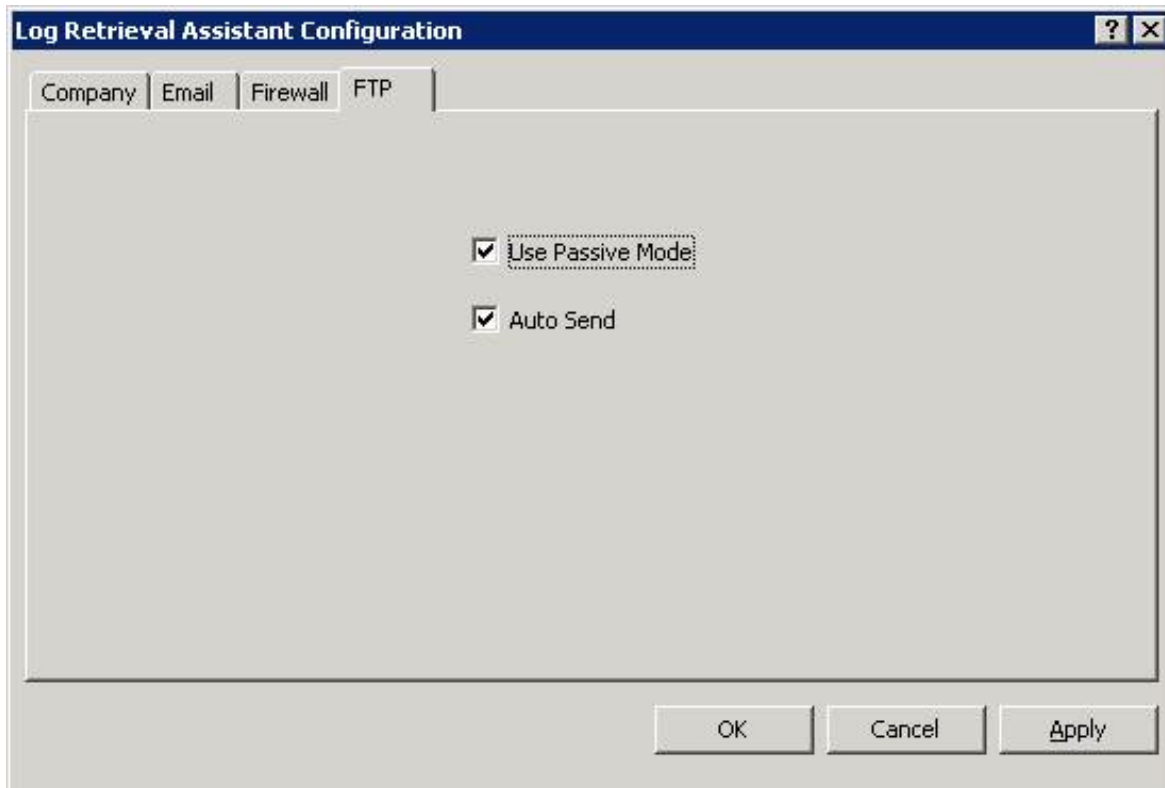 Log Retrieval Assistant Configuration
Company Email Firewall FTP
Use Passive Mode
Auto Send
OK Cancel Apply